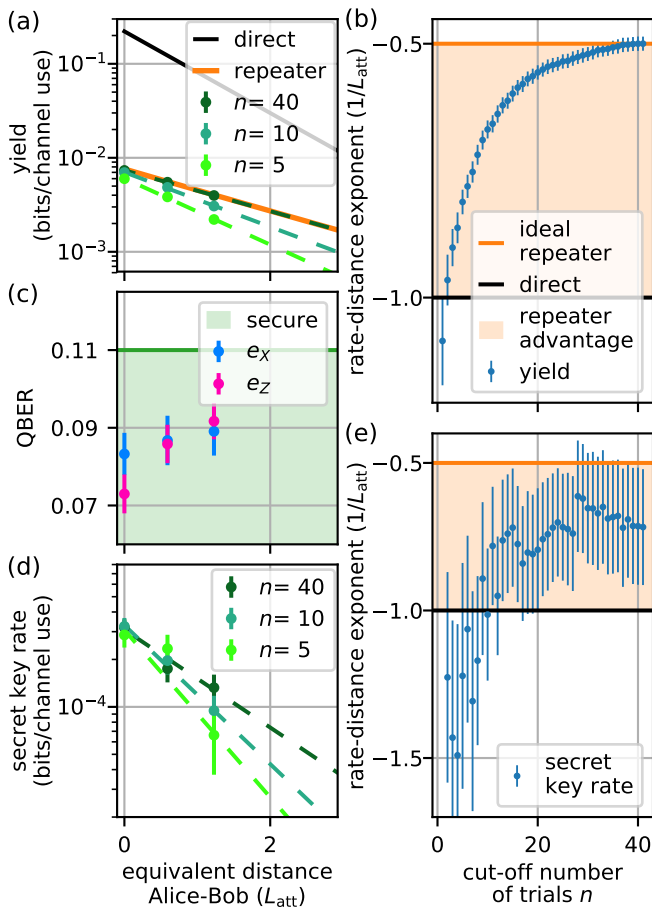 (a)
direct
repeater
n= 40
n= 10
n= 5
10⁻¹
10⁻²
10⁻³
yield
(bits/channel use)
(b)
−0.5
−1.0
rate-distance exponent (1/L_att)
ideal
repeater
direct
repeater
advantage
yield
(c)
secure
e_X
e_Z
0.11
0.09
0.07
QBER
(d)
n= 40
n= 10
n= 5
10⁻⁴
secret key rate
(bits/channel use)
0
2
equivalent distance
Alice-Bob (L_att)
(e)
−0.5
−1.0
−1.5
rate-distance exponent (1/L_att)
secret
key rate
0
20
40
cut-off number
of trials n